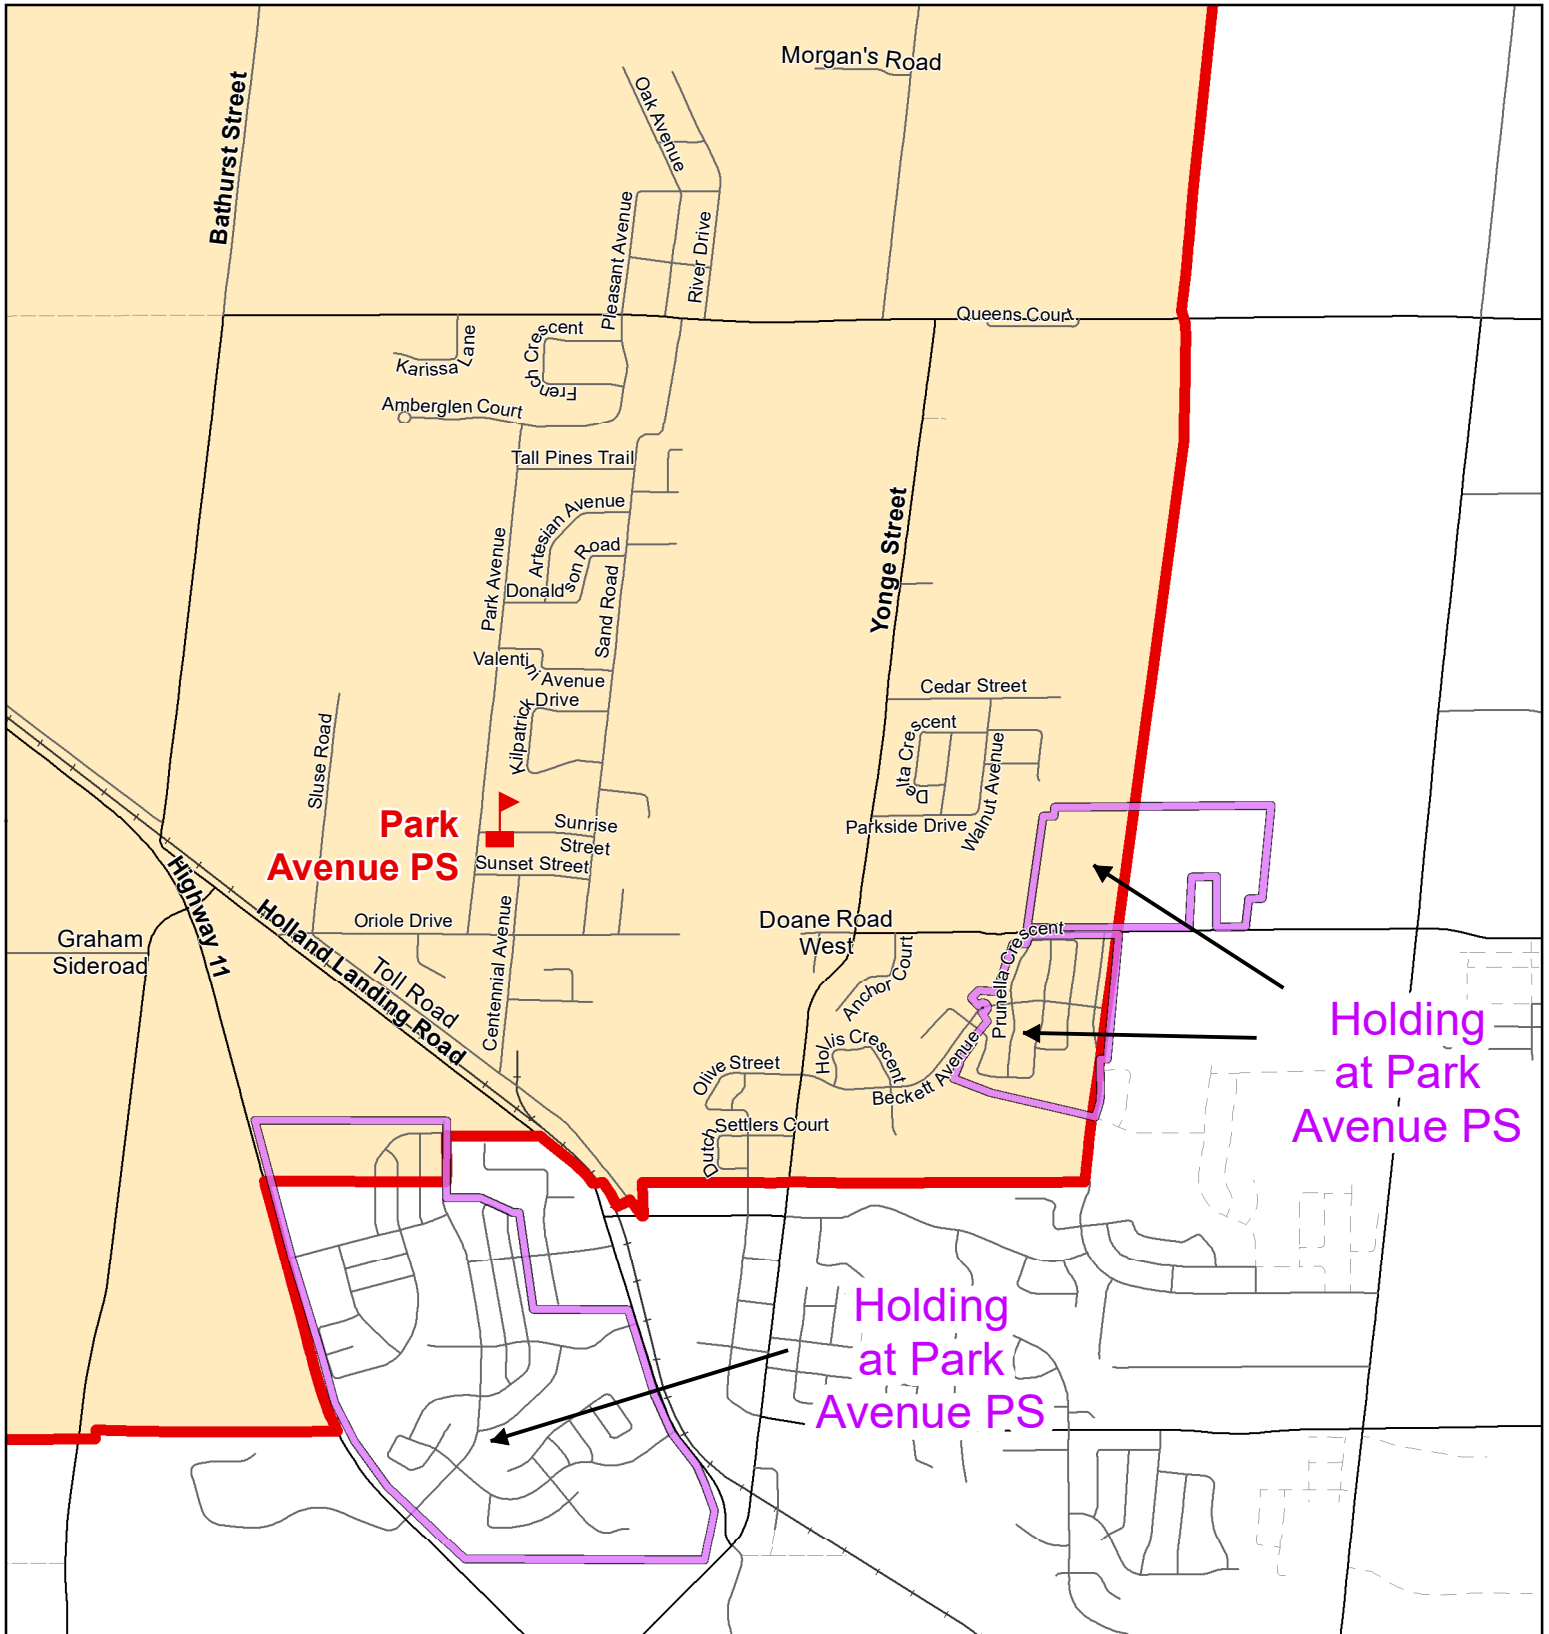 Morgan's Road
Oak Avenue
Bathurst Street
Pleasant Avenue
River Drive
Queens Court
Karissa Lane
French Crescent
Amberglen Court
Tall Pines Trail
Artesian Avenue
Park Avenue
Donaldson Road
Sand Road
Yonge Street
Valentini Avenue
Kilpatrick Drive
Cedar Street
Delta Crescent
Walnut Avenue
Sluse Road
Park
Avenue PS
Sunrise
Street
Parkside Drive
Sunset Street
Highway 11
Oriole Drive
Holland Landing Road
Toll Road
Centennial Avenue
Graham
Sideroad
Doane Road
West
Anchor Court
Prunella Crescent
Hollis Crescent
Olive Street
Beckett Avenue
Dutch Settlers Court
Holding
at Park
Avenue PS
Holding
at Park
Avenue PS